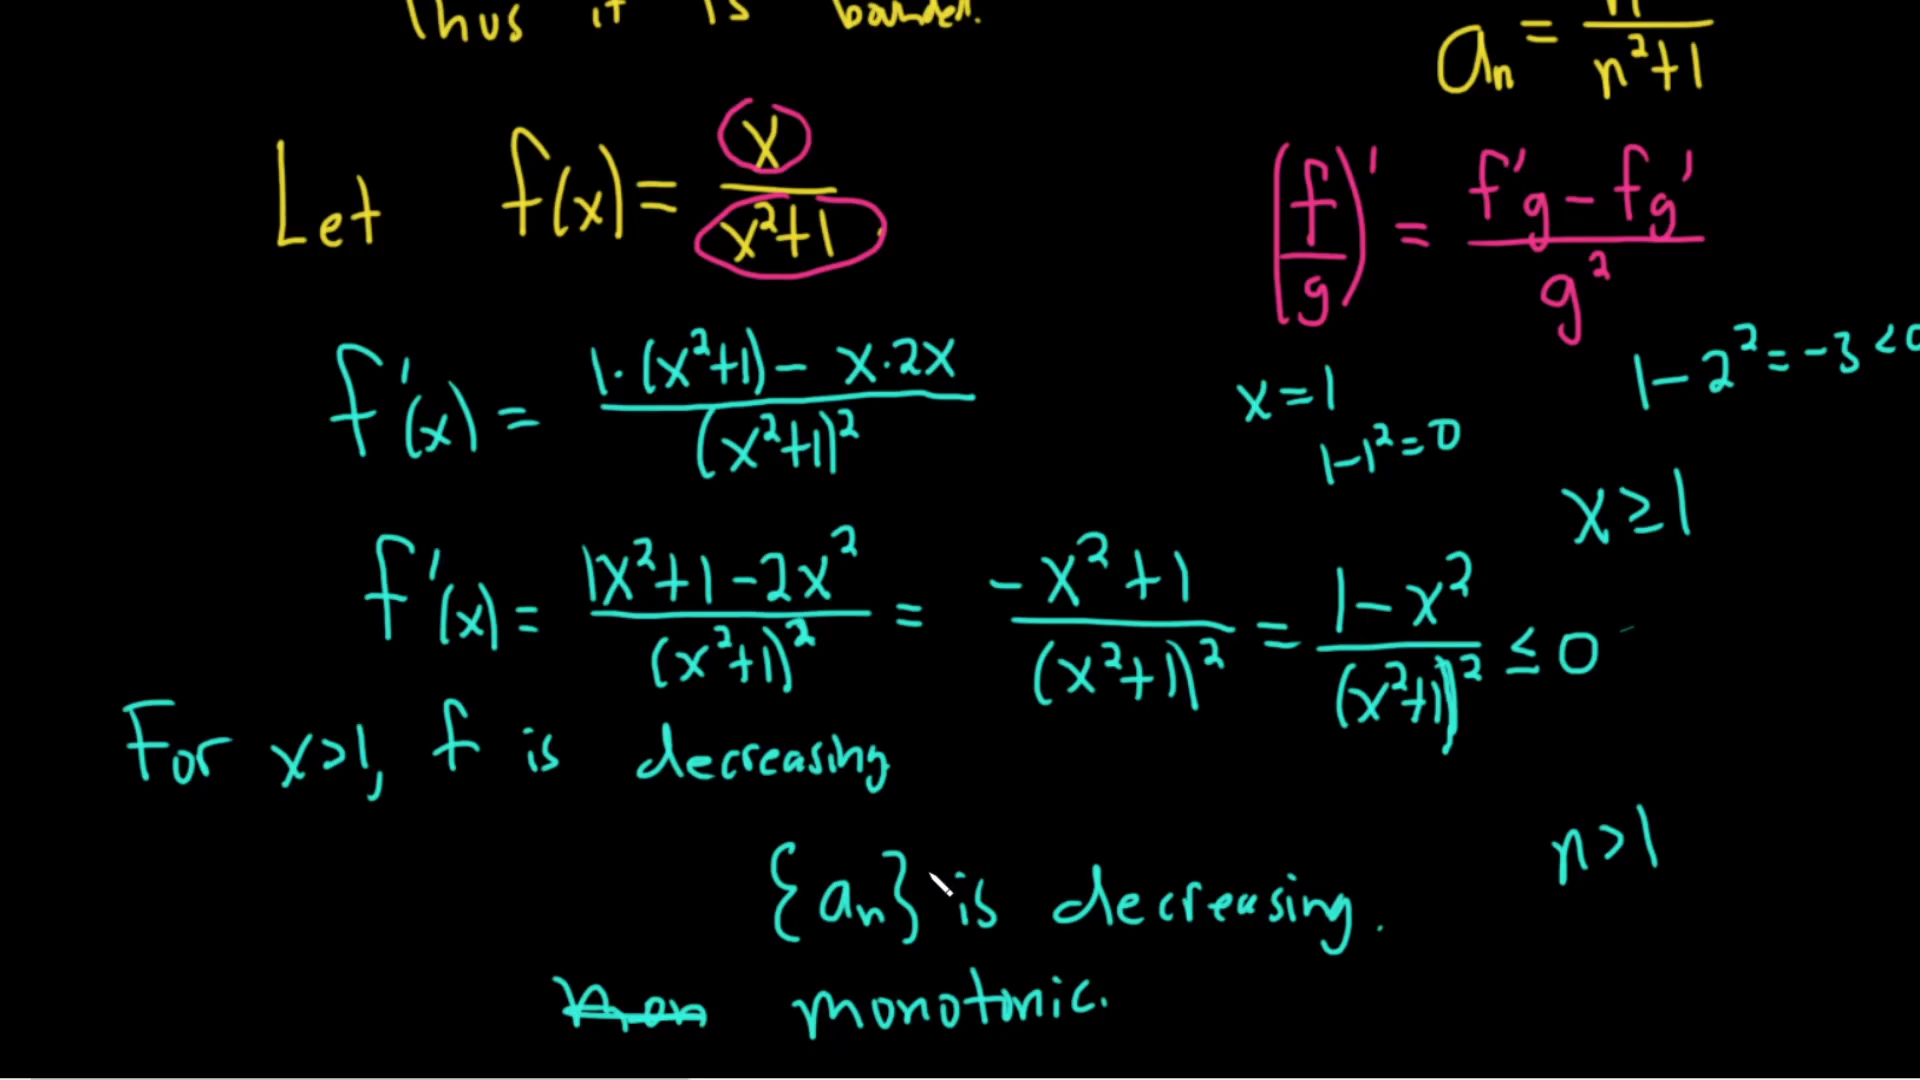 Thus it is bounded.
aₙ = n / (n²+1)
Let f(x) = x / (x²+1)
(f/g)' = (f'g - fg') / g²
f'(x) = (1·(x²+1) - x·2x) / (x²+1)²
x = 1
1-1² = 0
1-2² = -3 < 0
x ≥ 1
f'(x) = (1x²+1-2x²) / (x²+1)² = (-x²+1) / (x²+1)² = (1-x²) / (x²+1)² ≤ 0
For x>1, f is decreasing
n>1
{aₙ} is decreasing.
monotonic.